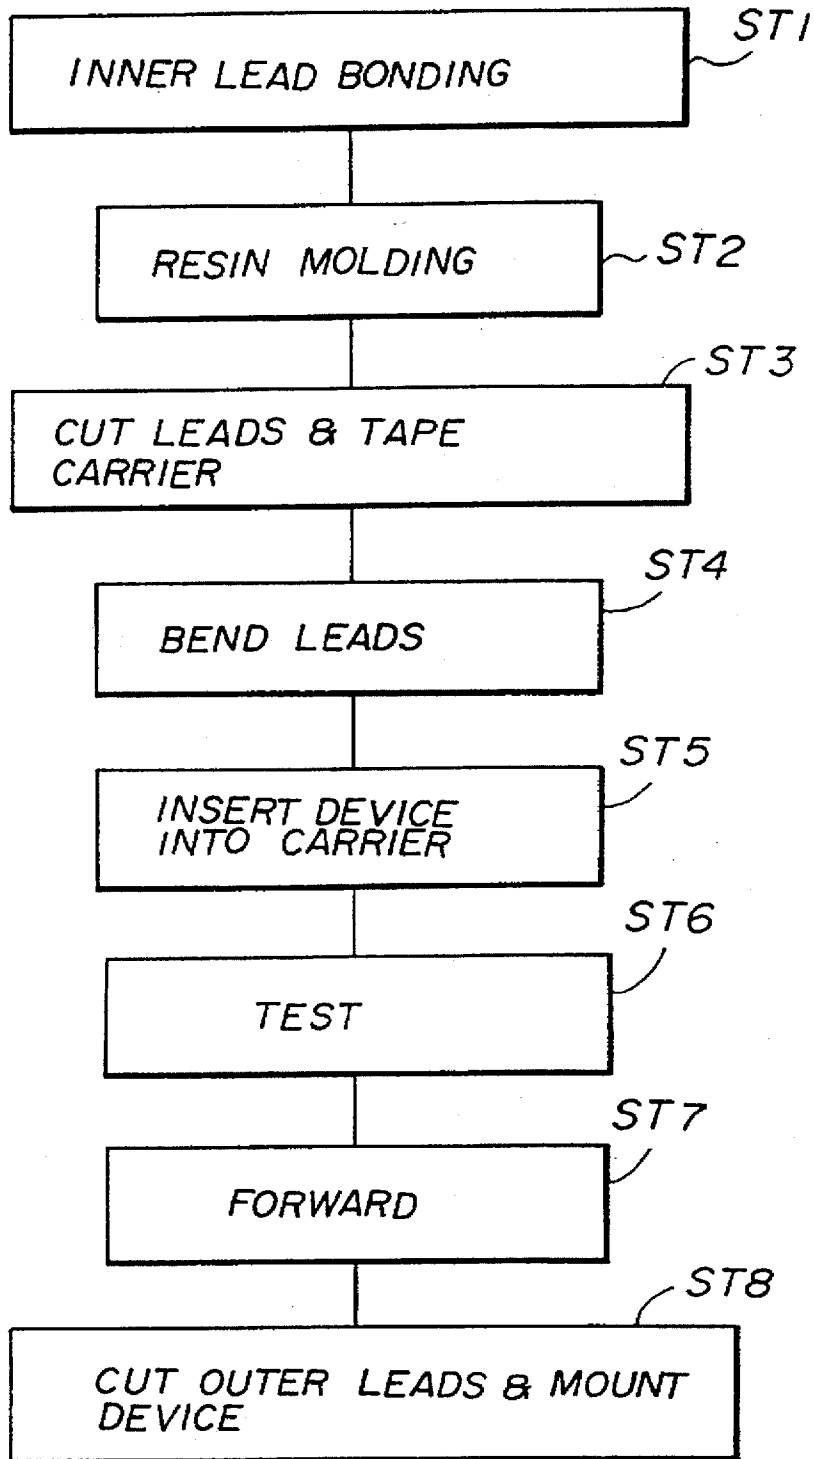 ST1
INNER LEAD BONDING
RESIN MOLDING
ST2
ST3
CUT LEADS & TAPE
CARRIER
ST4
BEND LEADS
ST5
INSERT DEVICE
INTO CARRIER
ST6
TEST
ST7
FORWARD
ST8
CUT OUTER LEADS & MOUNT
DEVICE